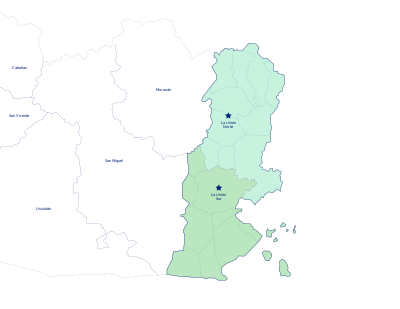 Cabañas
San Vicente
Morazán
La Unión
Norte
San Miguel
La Unión
Sur
Usulután